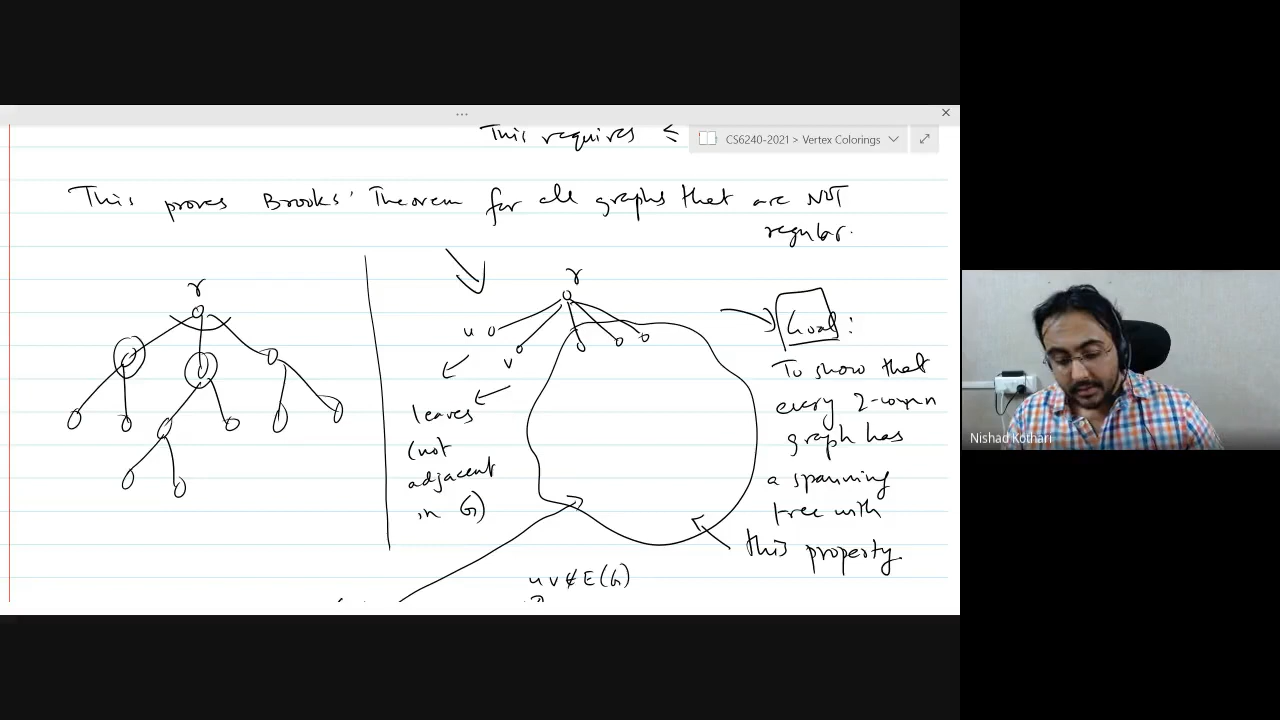 This requires
CS6240-2021 > Vertex Colorings
This proves Brooks' Theorem for all graphs that are NOT
regular.
r
r
u
v
leaves
(not
adjacent
in G)
Goal:
To show that
every 2-conn
graph has
a spanning
tree with
this property
uv∉E(G)
Nishad Kothari